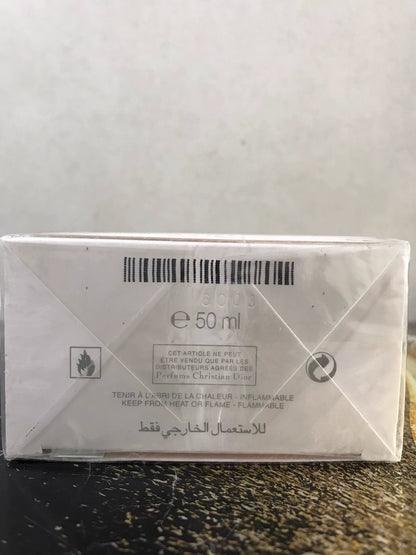 6003
℮ 50 ml
CET ARTICLE NE PEUT
ÊTRE VENDU QUE PAR LES
DISTRIBUTEURS AGRÉÉS DES
Parfums Christian Dior
TENIR À L'ABRI DE LA CHALEUR - INFLAMMABLE
KEEP FROM HEAT OR FLAME - FLAMMABLE
للاستعمال الخارجي فقط